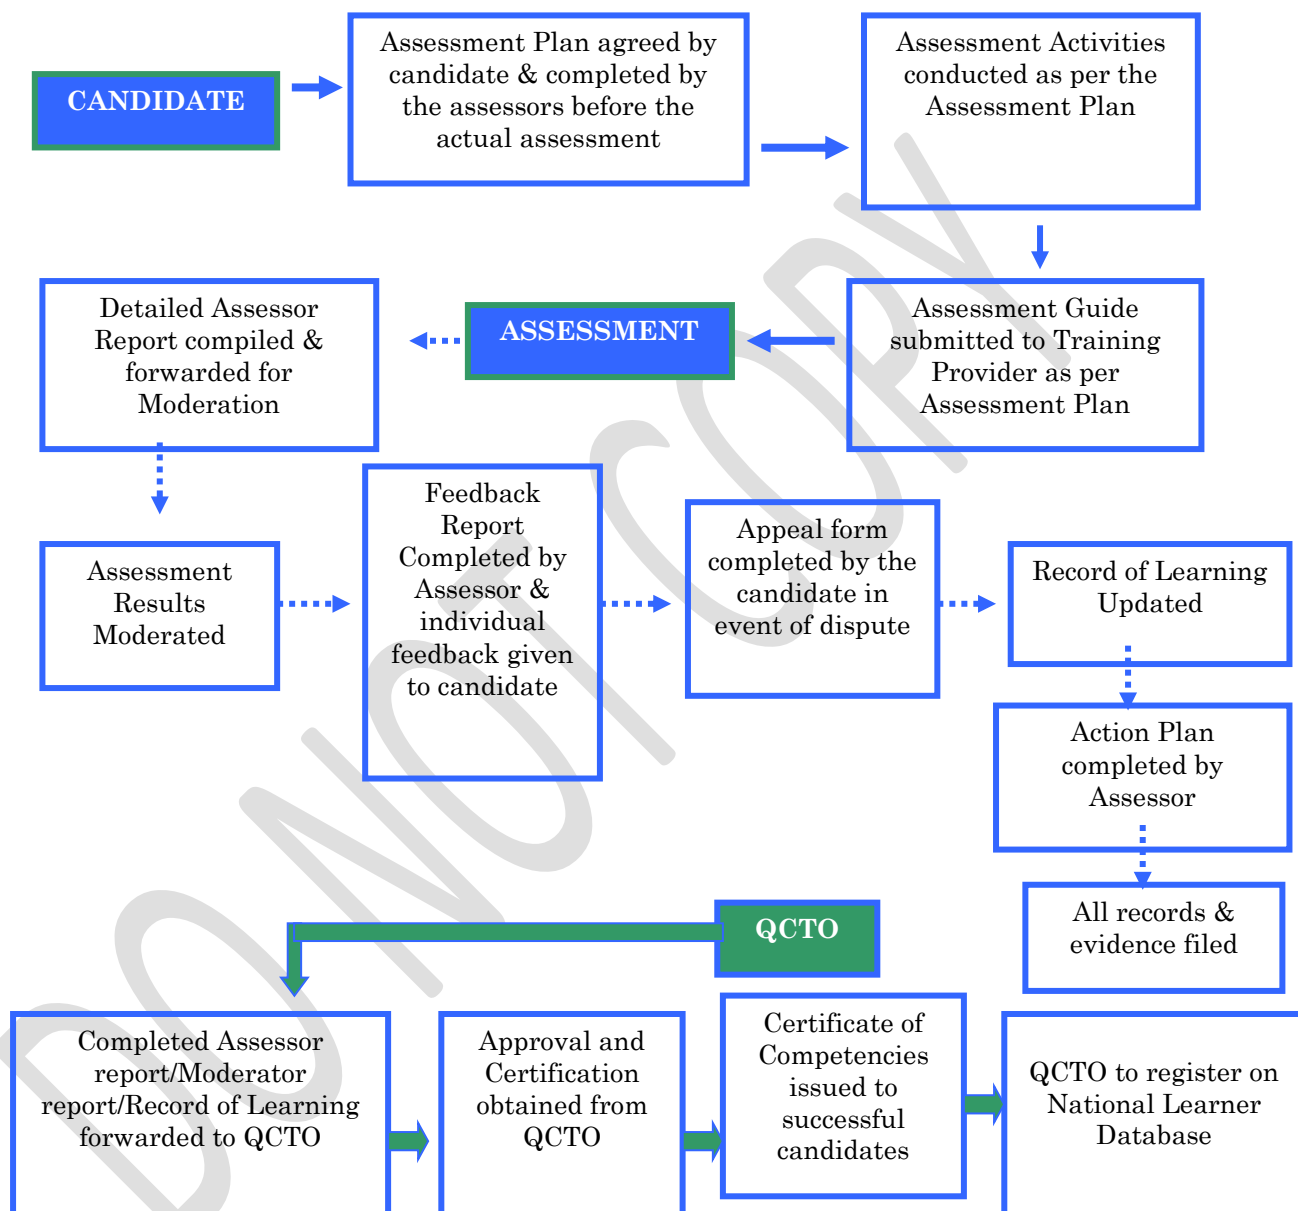 CANDIDATE
Assessment Plan agreed by
candidate & completed by
the assessors before the
actual assessment
Assessment Activities
conducted as per the
Assessment Plan
Assessment Guide
submitted to Training
Provider as per
Assessment Plan
ASSESSMENT
Detailed Assessor
Report compiled &
forwarded for
Moderation
Assessment
Results
Moderated
Feedback
Report
Completed by
Assessor &
individual
feedback given
to candidate
Appeal form
completed by the
candidate in
event of dispute
Record of Learning
Updated
Action Plan
completed by
Assessor
All records &
evidence filed
QCTO
Completed Assessor
report/Moderator
report/Record of Learning
forwarded to QCTO
Approval and
Certification
obtained from
QCTO
Certificate of
Competencies
issued to
successful
candidates
QCTO to register on
National Learner
Database
DO NOT COPY